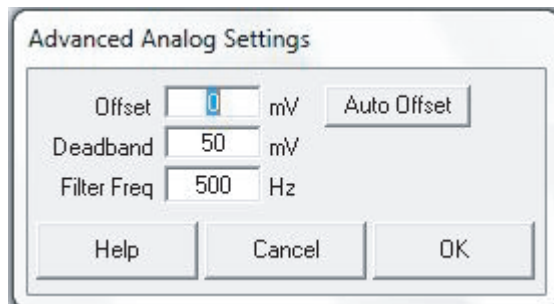 Advanced Analog Settings
Offset 0 mV Auto Offset
Deadband 50 mV
Filter Freq 500 Hz
Help Cancel OK